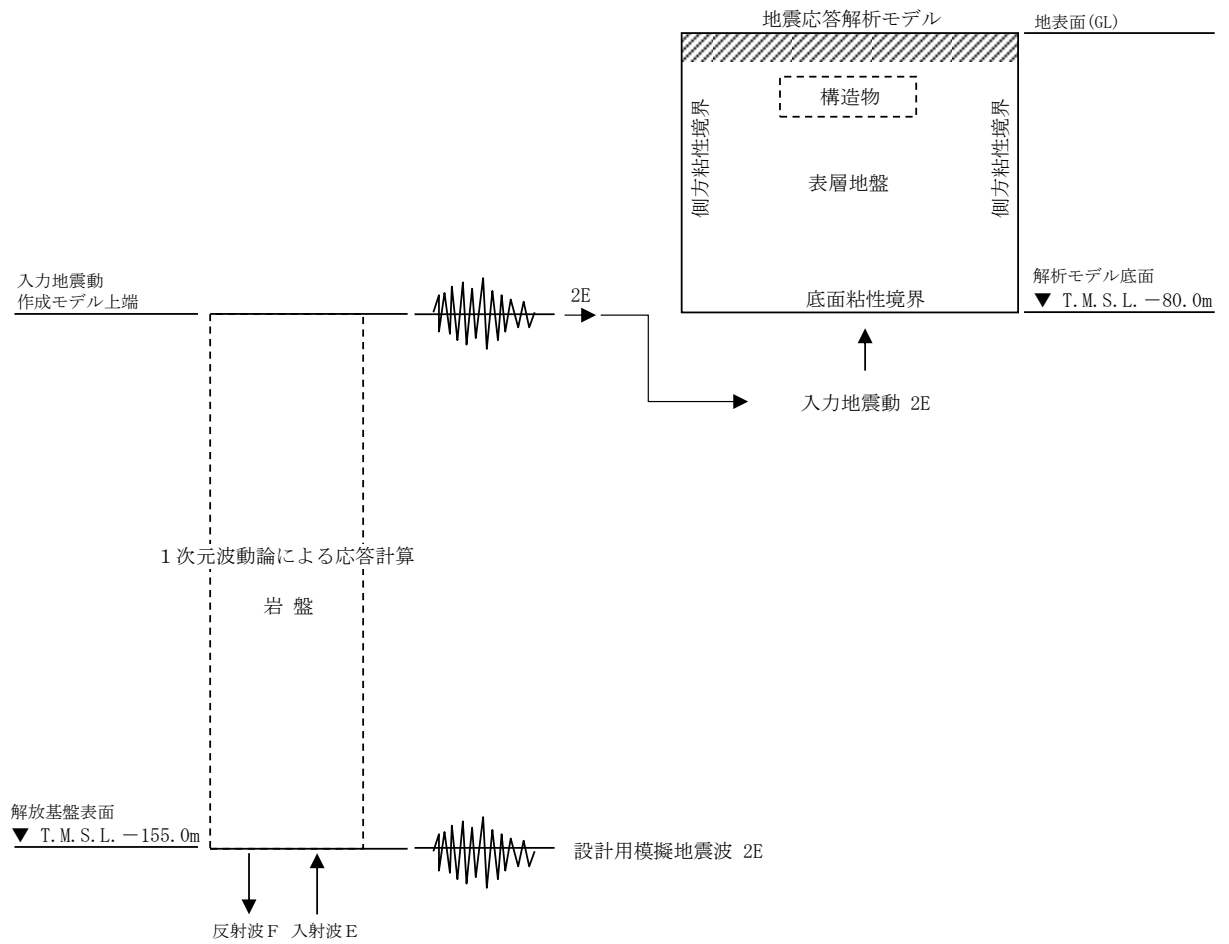 地震応答解析モデル
地表面(GL)
構造物
側方粘性境界
側方粘性境界
表層地盤
底面粘性境界
解析モデル底面
▼ T.M.S.L.－80.0m
入力地震動
作成モデル上端
2E
入力地震動 2E
1次元波動論による応答計算
岩 盤
解放基盤表面
▼ T.M.S.L.－155.0m
設計用模擬地震波 2E
反射波F 入射波E